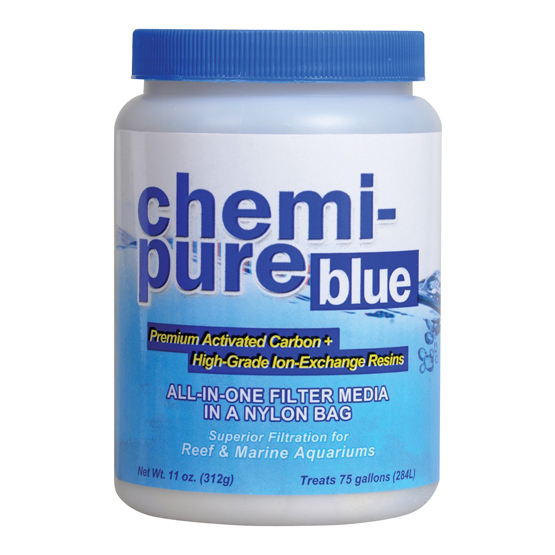 chemi-
pure blue
Premium Activated Carbon +
High-Grade Ion-Exchange Resins
ALL-IN-ONE FILTER MEDIA
IN A NYLON BAG
Superior Filtration for
Reef & Marine Aquariums
Net Wt. 11 oz. (312g) Treats 75 gallons (284L)